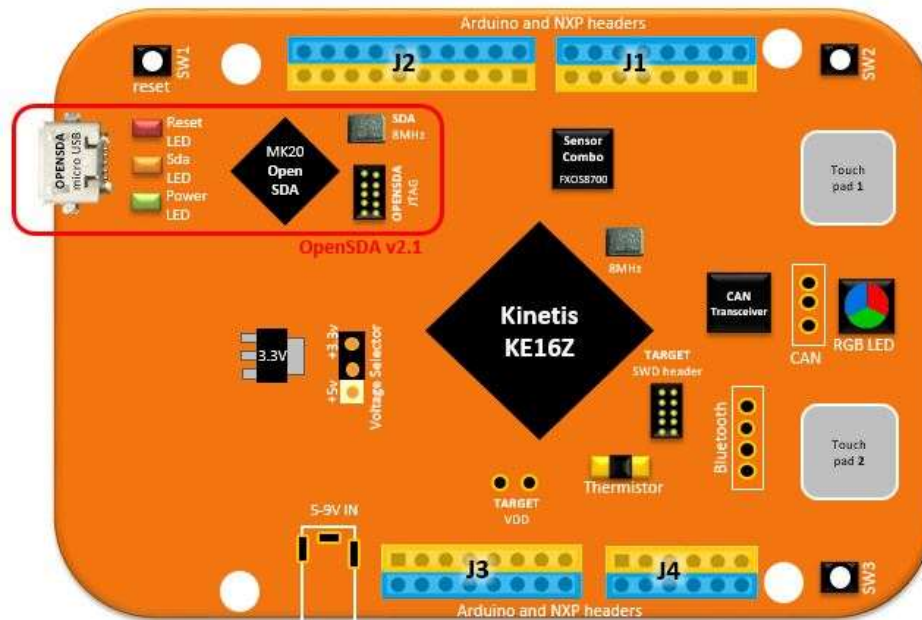 Arduino and NXP headers
SW1
reset
J2
J1
SW2
OPENSDA
micro USB
Reset
LED
Sda
LED
Power
LED
MK20
Open
SDA
SDA
8MHz
OPENSDA
JTAG
OpenSDA v2.1
Sensor
Combo
FXOS8700
Touch
pad 1
8MHz
Kinetis
KE16Z
CAN
Transceiver
CAN
RGB LED
3.3V
+3.3v
+5v
Voltage Selector
TARGET
SWD header
Bluetooth
Touch
pad 2
Thermistor
TARGET
VDD
5-9V IN
J3
J4
SW3
Arduino and NXP headers